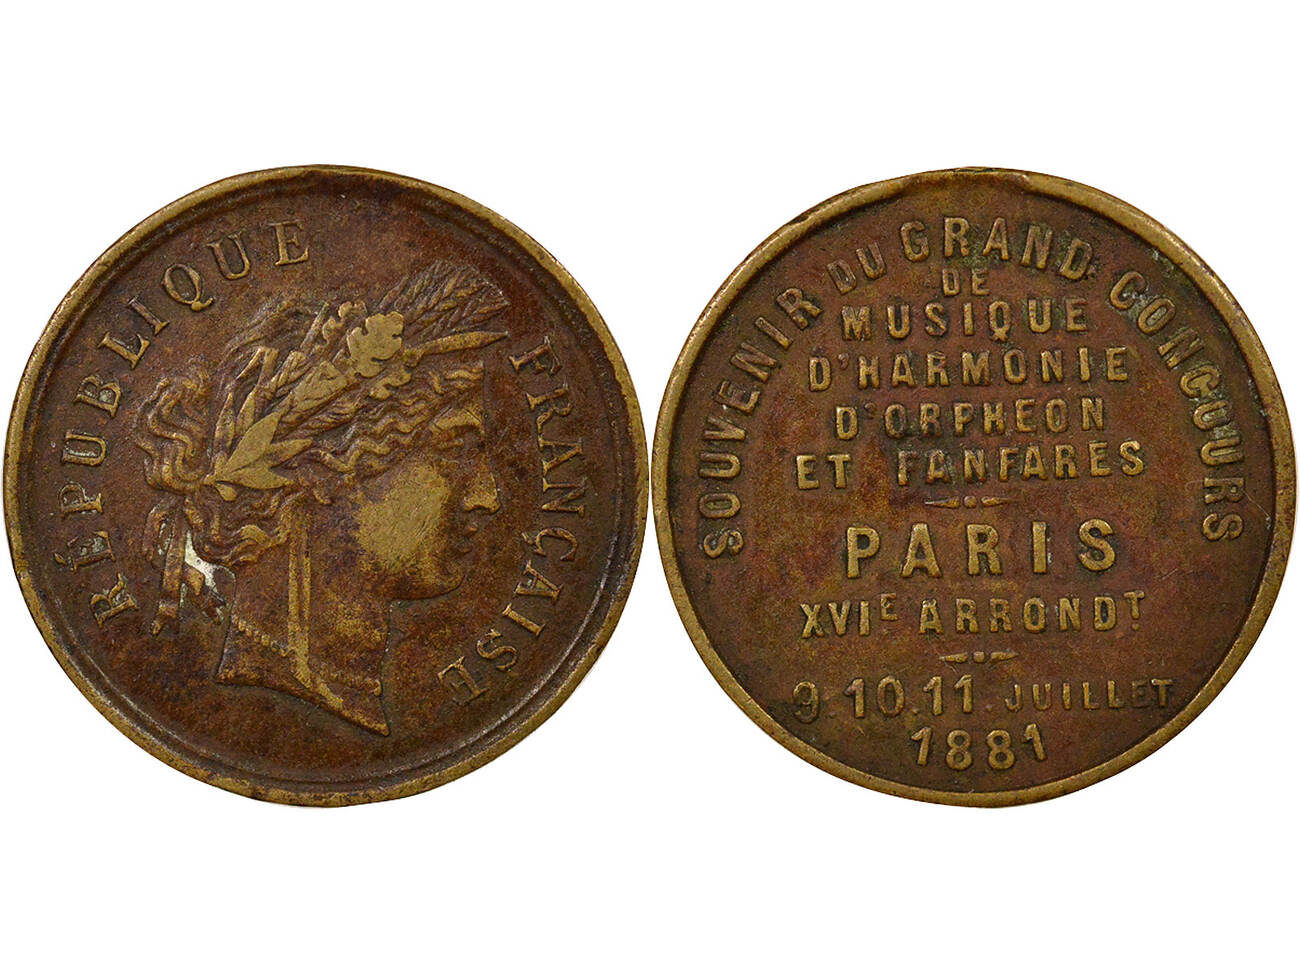 RÉPUBLIQUE FRANÇAISE
SOUVENIR DU GRAND CONCOURS
DE
MUSIQUE
D'HARMONIE
D'ORPHEON
ET FANFARES
PARIS
XVIE ARRONDT
9.10.11 JUILLET
1881